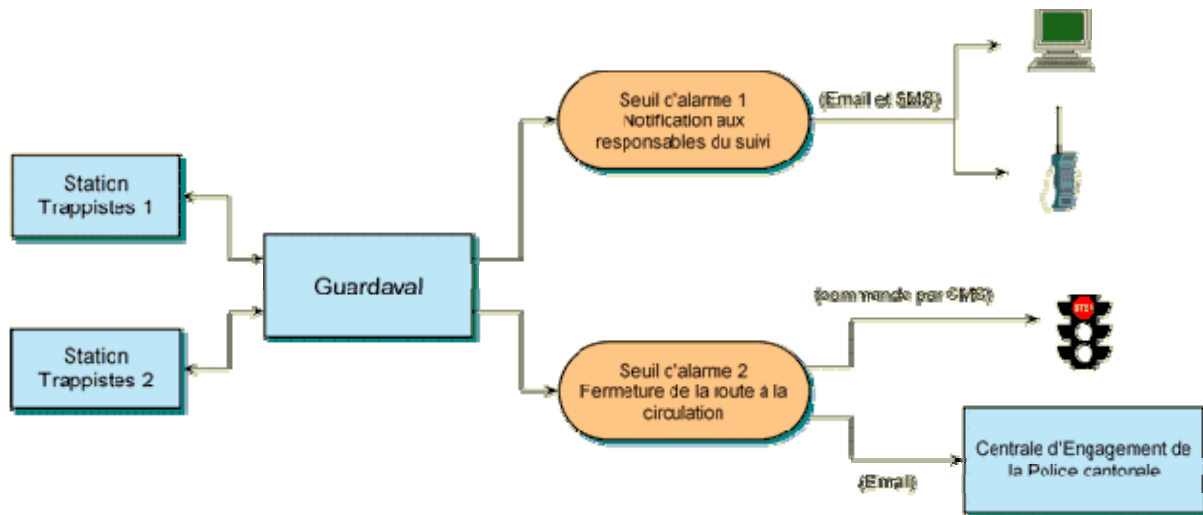 Seuil d'alarme 1
Notification aux
responsables du suivi
(Email et SMS)
Station
Trappistes 1
Guardaval
Station
Trappistes 2
(commande par SMS)
STOP
Seuil d'alarme 2
Fermeture de la route à la
circulation
(Email)
Centrale d'Engagement de
la Police cantonale